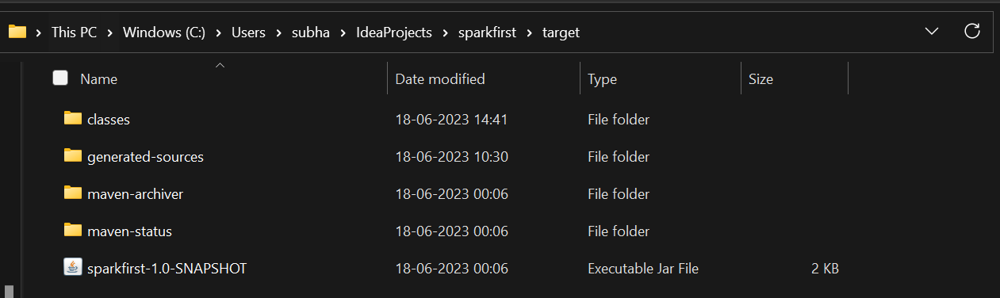 This PC > Windows (C:) > Users > subha > IdeaProjects > sparkfirst > target
Name Date modified Type Size
classes 18-06-2023 14:41 File folder
generated-sources 18-06-2023 10:30 File folder
maven-archiver 18-06-2023 00:06 File folder
maven-status 18-06-2023 00:06 File folder
sparkfirst-1.0-SNAPSHOT 18-06-2023 00:06 Executable Jar File 2 KB